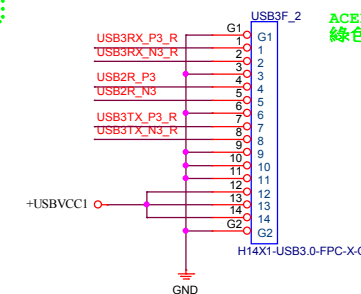 USB3F_2
ACE
綠色
G1 G1
USB3RX_P3_R 1 1
USB3RX_N3_R 2 2
3 3
USB2R_P3 4 4
USB2R_N3 5 5
6 6
USB3TX_P3_R 7 7
USB3TX_N3_R 8 8
9 9
10 10
11 11
12 12
+USBVCC1 13 13
14 14
G2 G2
H14X1-USB3.0-FPC-X-
GND